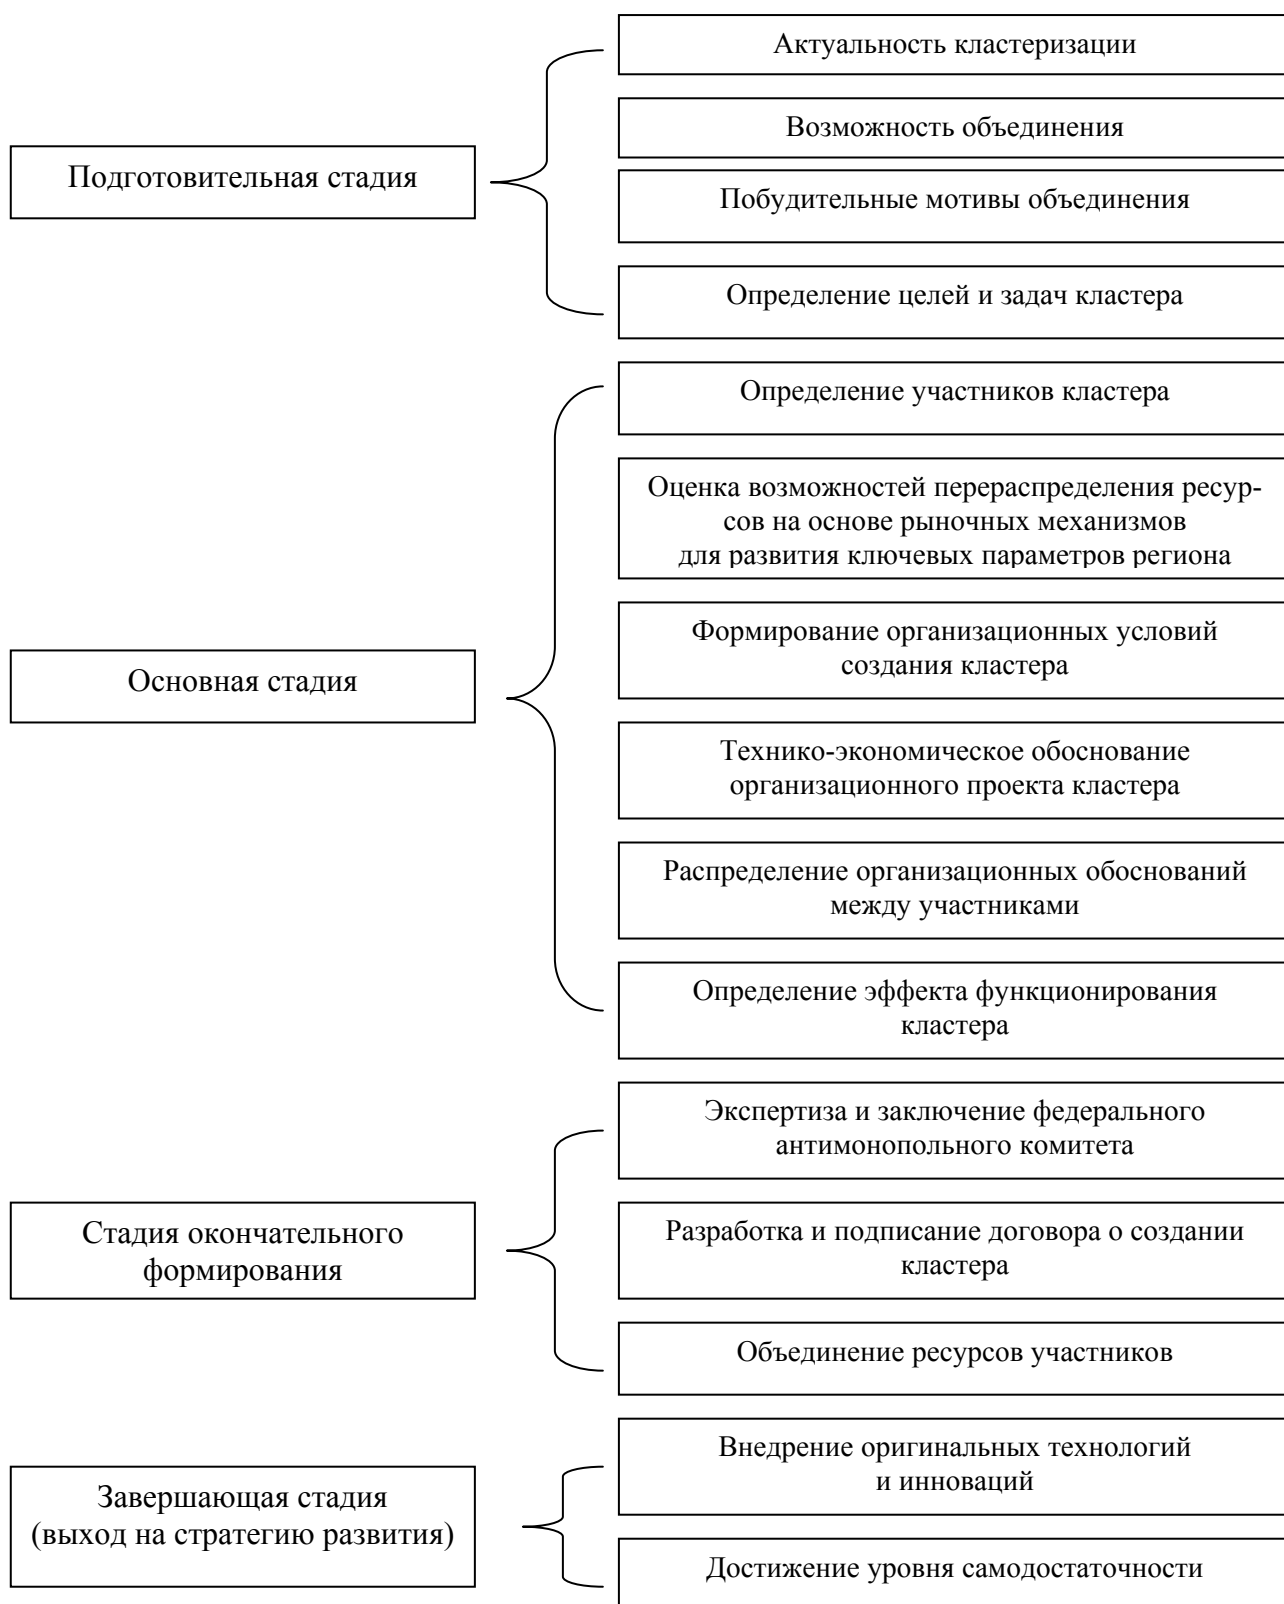 Подготовительная стадия
Актуальность кластеризации
Возможность объединения
Побудительные мотивы объединения
Определение целей и задач кластера
Основная стадия
Определение участников кластера
Оценка возможностей перераспределения ресур-
сов на основе рыночных механизмов
для развития ключевых параметров региона
Формирование организационных условий
создания кластера
Технико-экономическое обоснование
организационного проекта кластера
Распределение организационных обоснований
между участниками
Определение эффекта функционирования
кластера
Стадия окончательного
формирования
Экспертиза и заключение федерального
антимонопольного комитета
Разработка и подписание договора о создании
кластера
Объединение ресурсов участников
Завершающая стадия
(выход на стратегию развития)
Внедрение оригинальных технологий
и инноваций
Достижение уровня самодостаточности